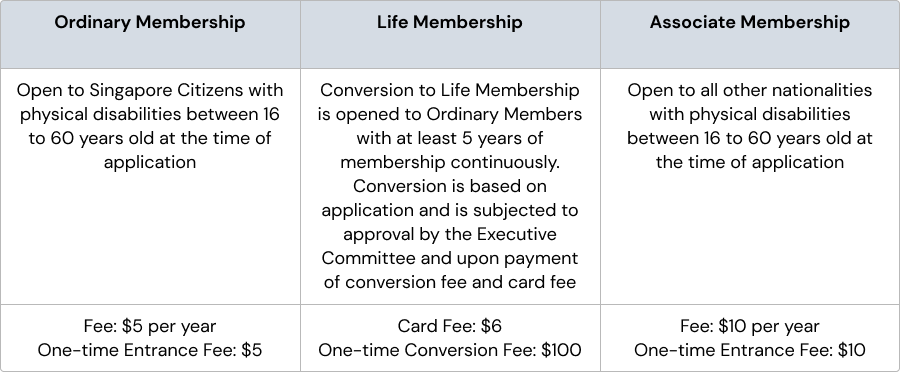 Ordinary Membership
Life Membership
Associate Membership
Open to Singapore Citizens with
physical disabilities between 16
to 60 years old at the time of
application
Conversion to Life Membership
is opened to Ordinary Members
with at least 5 years of
membership continuously.
Conversion is based on
application and is subjected to
approval by the Executive
Committee and upon payment
of conversion fee and card fee
Open to all other nationalities
with physical disabilities
between 16 to 60 years old at
the time of application
Fee: $5 per year
One-time Entrance Fee: $5
Card Fee: $6
One-time Conversion Fee: $100
Fee: $10 per year
One-time Entrance Fee: $10